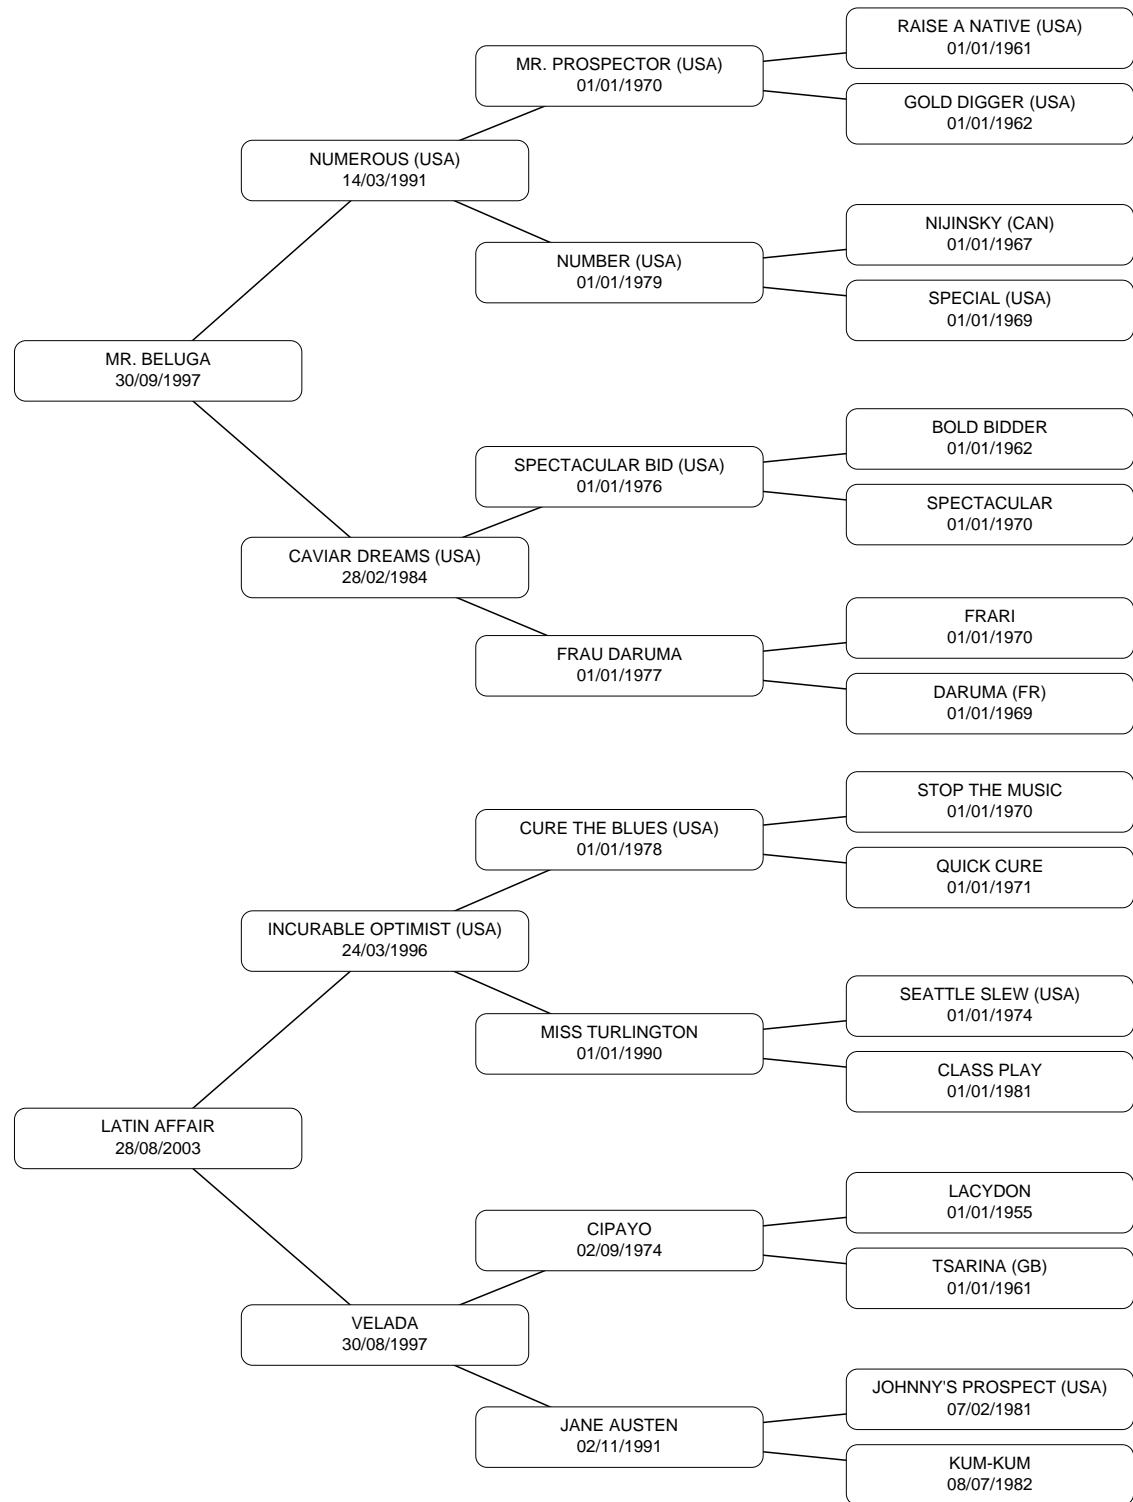 RAISE A NATIVE (USA)
01/01/1961
MR. PROSPECTOR (USA)
01/01/1970
GOLD DIGGER (USA)
01/01/1962
NUMEROUS (USA)
14/03/1991
NIJINSKY (CAN)
01/01/1967
NUMBER (USA)
01/01/1979
SPECIAL (USA)
01/01/1969
MR. BELUGA
30/09/1997
BOLD BIDDER
01/01/1962
SPECTACULAR BID (USA)
01/01/1976
SPECTACULAR
01/01/1970
CAVIAR DREAMS (USA)
28/02/1984
FRARI
01/01/1970
FRAU DARUMA
01/01/1977
DARUMA (FR)
01/01/1969
STOP THE MUSIC
01/01/1970
CURE THE BLUES (USA)
01/01/1978
QUICK CURE
01/01/1971
INCURABLE OPTIMIST (USA)
24/03/1996
SEATTLE SLEW (USA)
01/01/1974
MISS TURLINGTON
01/01/1990
CLASS PLAY
01/01/1981
LATIN AFFAIR
28/08/2003
LACYDON
01/01/1955
CIPAYO
02/09/1974
TSARINA (GB)
01/01/1961
VELADA
30/08/1997
JOHNNY'S PROSPECT (USA)
07/02/1981
JANE AUSTEN
02/11/1991
KUM-KUM
08/07/1982